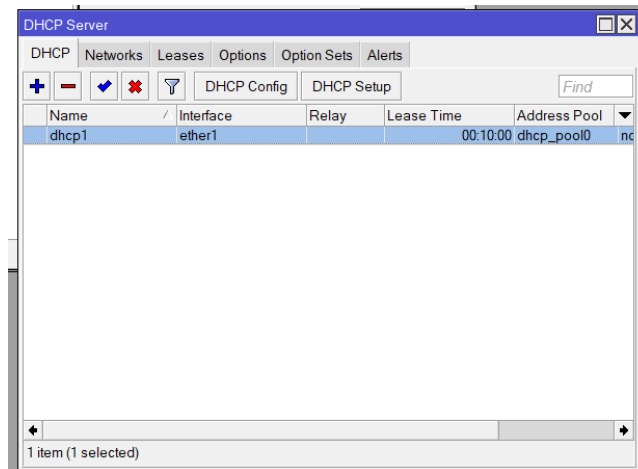 DHCP Server
DHCP Networks Leases Options Option Sets Alerts
DHCP Config DHCP Setup Find
Name Interface Relay Lease Time Address Pool
dhcp1 ether1 00:10:00 dhcp_pool0
1 item (1 selected)